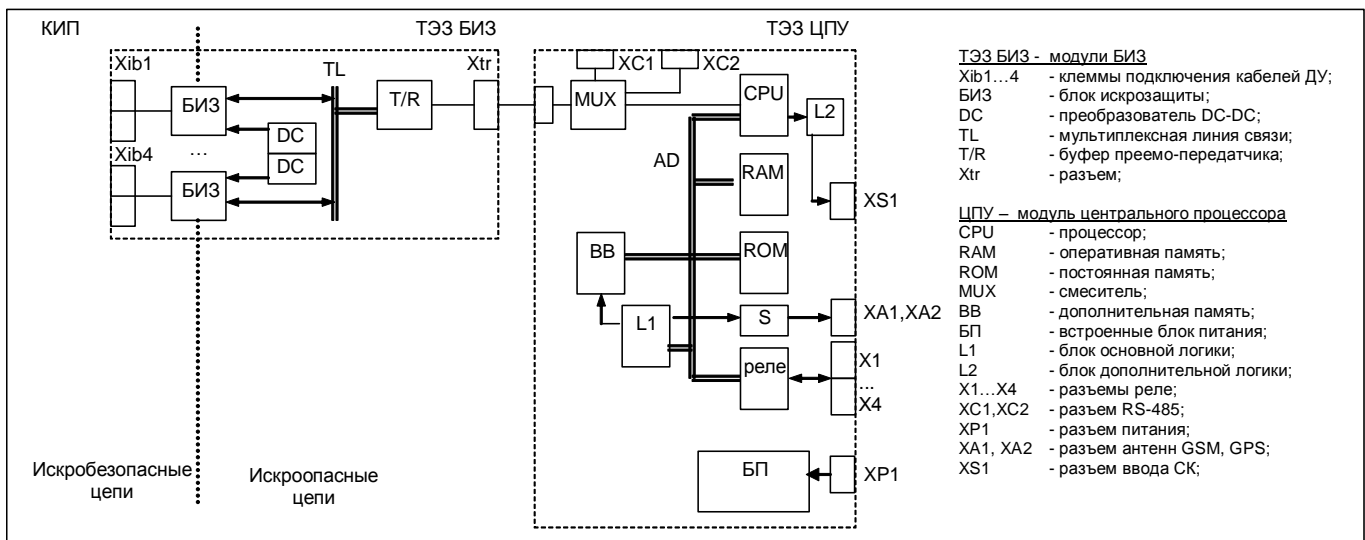 КИП
ТЭЗ БИЗ
ТЭЗ ЦПУ
Xib1
TL
Xtr
XC1
XC2
БИЗ
T/R
MUX
CPU
L2
DC
DC
Xib4
...
БИЗ
AD
RAM
XS1
BB
ROM
L1
S
XA1,XA2
реле
X1
...
X4
БП
XP1
Искробезопасные
цепи
Искроопасные
цепи
ТЭЗ БИЗ - модули БИЗ
Xib1...4 - клеммы подключения кабелей ДУ;
БИЗ - блок искрозащиты;
DC - преобразователь DC-DC;
TL - мультиплексная линия связи;
T/R - буфер преемо-передатчика;
Xtr - разъем;
ЦПУ – модуль центрального процессора
CPU - процессор;
RAM - оперативная память;
ROM - постоянная память;
MUX - смеситель;
BB - дополнительная память;
БП - встроенные блок питания;
L1 - блок основной логики;
L2 - блок дополнительной логики;
X1…X4 - разъемы реле;
XC1,XC2 - разъем RS-485;
XP1 - разъем питания;
XA1, XA2 - разъем антенн GSM, GPS;
XS1 - разъем ввода СК;